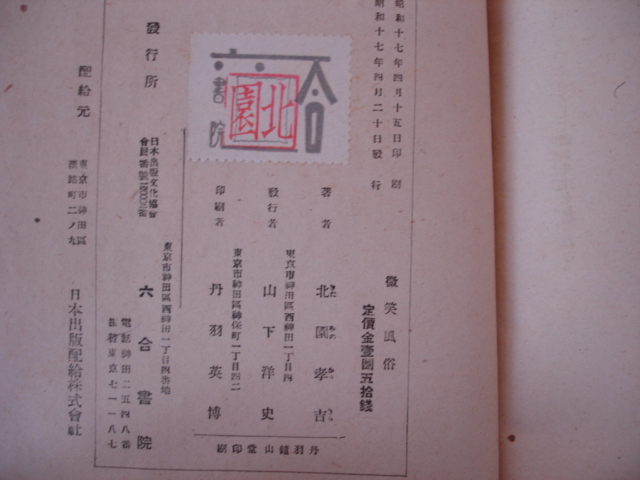 昭和十七年四月十五日印刷
昭和十七年四月二十日發行
微笑風俗
定價金壹圓五拾錢
著者 北園孝吉
發行者 山下洋史
東京市神田區西神田一丁目四
印刷者 丹羽英博
東京市神田區神保町一丁目四二
丹羽鐘山堂印刷
六合
書院
北園
發行所 六合書院
東京市神田區西神田一丁目四番地
電話神田二五四八番
振替東京七一一八七
日本出版文化協會
配給元 日本出版配給株式會社
東京市神田區
淡路町二ノ九